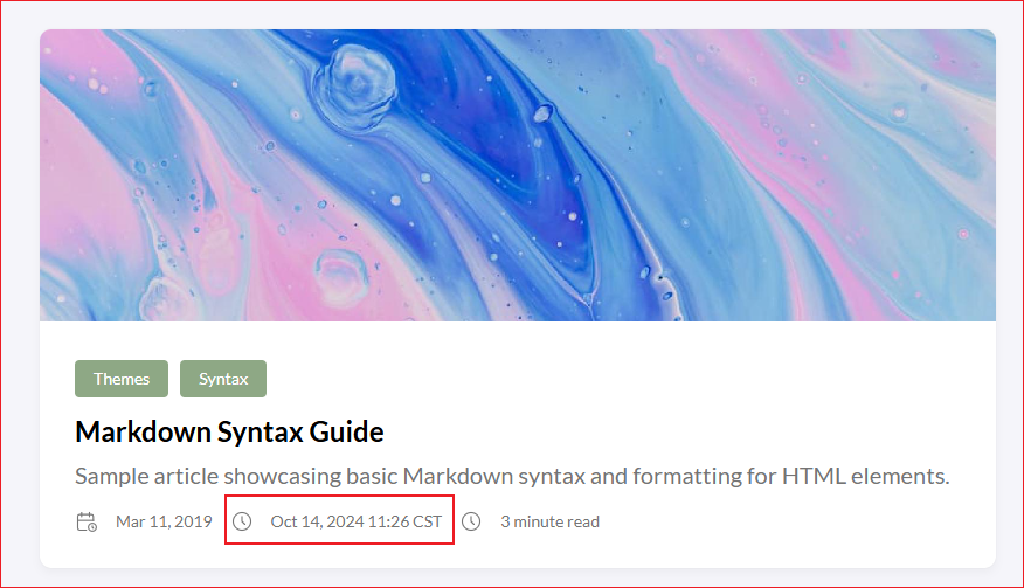 Themes Syntax
Markdown Syntax Guide
Sample article showcasing basic Markdown syntax and formatting for HTML elements.
Mar 11, 2019 Oct 14, 2024 11:26 CST 3 minute read